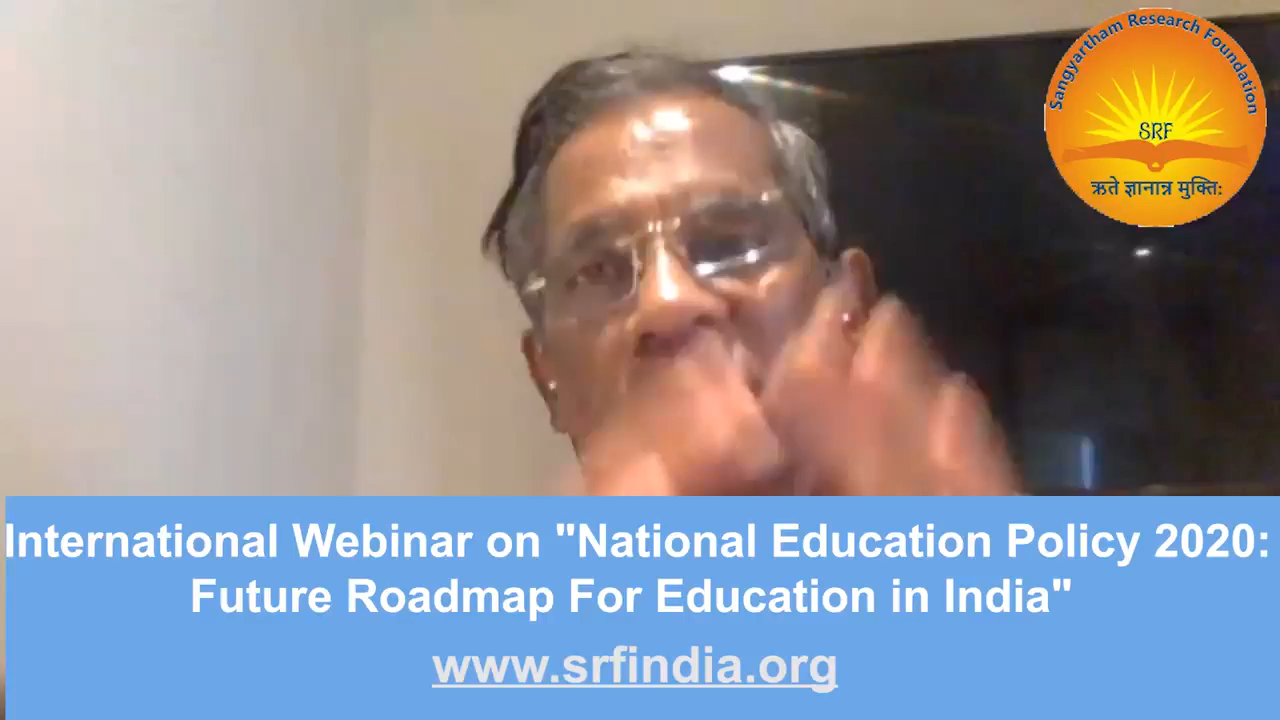 Sangyartham Research Foundation
SRF
ऋते ज्ञानान्न मुक्तिः
International Webinar on "National Education Policy 2020:
Future Roadmap For Education in India"
www.srfindia.org